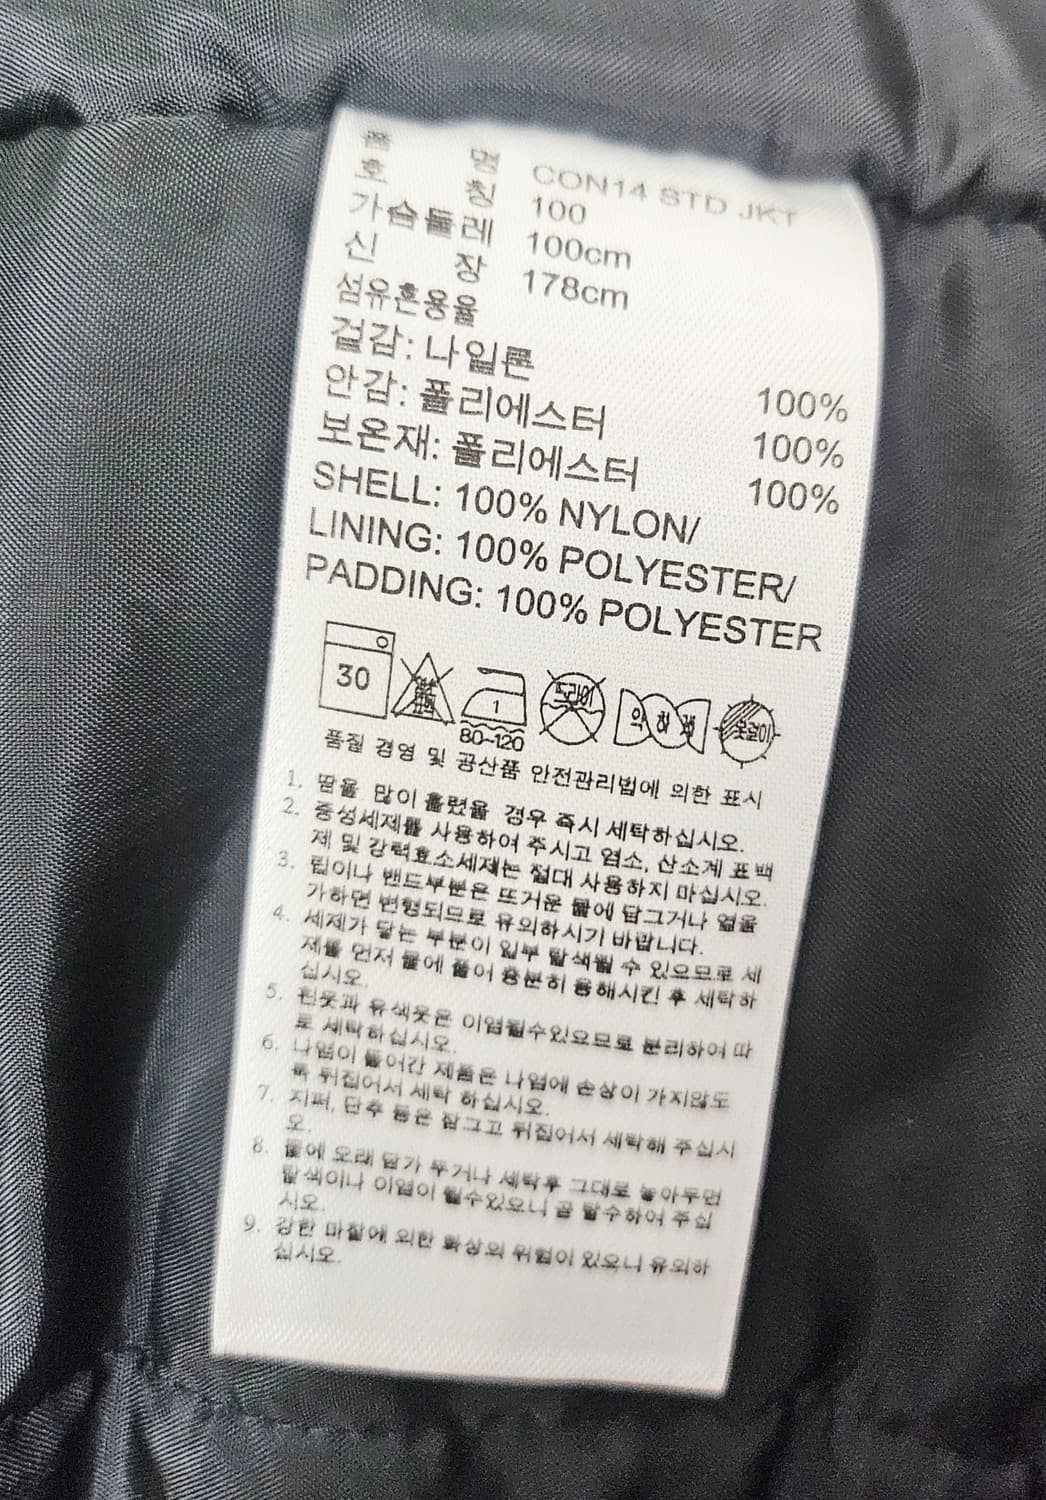 품 명 CON14 STD JKT
호 칭 100
가슴둘레 100cm
신 장 178cm
섬유혼용율
겉감: 나일론 100%
안감: 폴리에스터 100%
보온재: 폴리에스터 100%
SHELL: 100% NYLON/
LINING: 100% POLYESTER/
PADDING: 100% POLYESTER
30 1 드라이 약 하 게 옷걸이
80~120
품질 경영 및 공산품 안전관리법에 의한 표시
1. 땀을 많이 흘렸을 경우 즉시 세탁하십시오.
2. 중성세제를 사용하여 주시고 염소, 산소계 표백
제 및 강력효소세제는 절대 사용하지 마십시오.
3. 립이나 밴드부분은 뜨거운 물에 담그거나 열을
가하면 변형되므로 유의하시기 바랍니다.
4. 세제가 닿는 부분이 일부 탈색될 수 있으므로 세
제를 먼저 물에 풀어 충분히 용해시킨 후 세탁하
십시오.
5. 흰옷과 유색옷은 이염될수있으므로 분리하여 따
로 세탁하십시오.
6. 나염이 들어간 제품은 나염에 손상이 가지않도
록 뒤집어서 세탁 하십시오.
7. 지퍼, 단추 등은 잠그고 뒤집어서 세탁해 주십시
오.
8. 물에 오래 담가 두거나 세탁후 그대로 놓아두면
탈색이나 이염이 될수있으니 곧 탈수하여 주십
시오.
9. 강한 마찰에 의한 화상의 위험이 있으니 유의하
십시오.